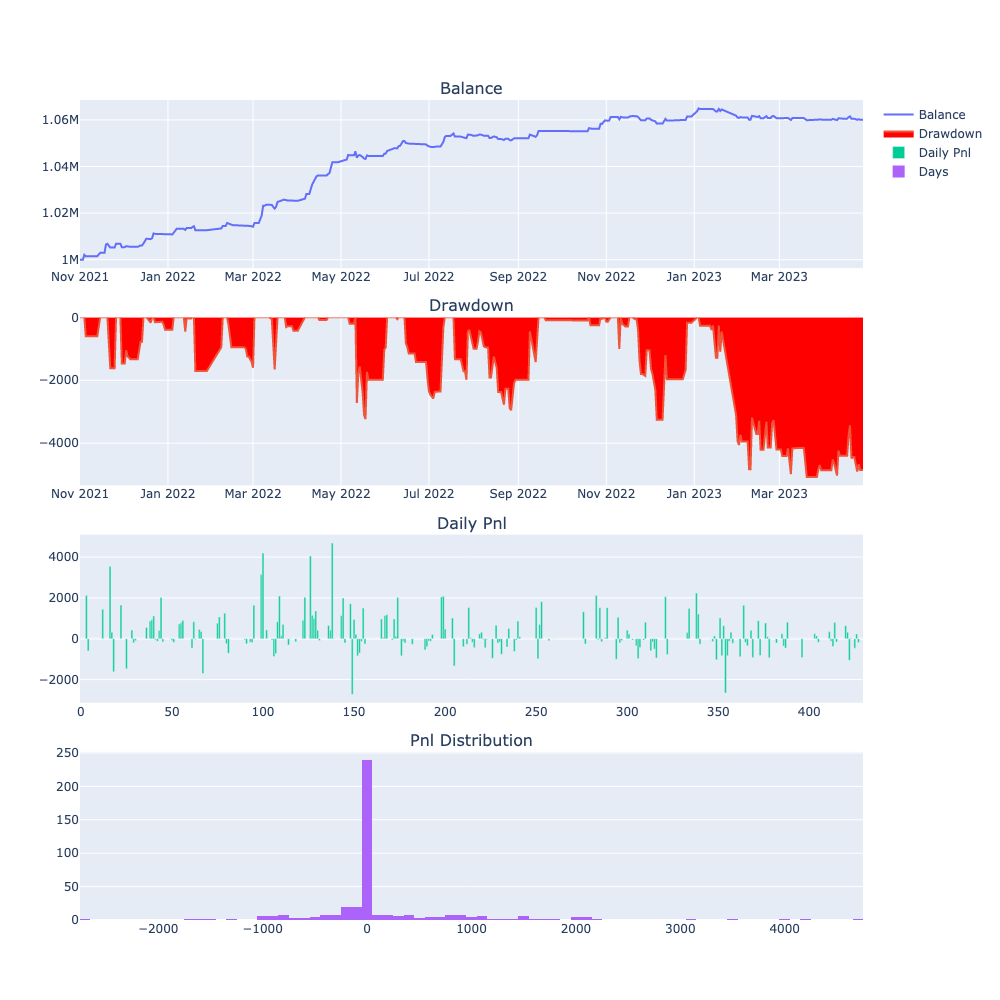 Balance
1.06M
1.04M
1.02M
1M
Nov 2021 Jan 2022 Mar 2022 May 2022 Jul 2022 Sep 2022 Nov 2022 Jan 2023 Mar 2023
Balance
Drawdown
Daily Pnl
Days
Drawdown
0
−2000
−4000
Nov 2021 Jan 2022 Mar 2022 May 2022 Jul 2022 Sep 2022 Nov 2022 Jan 2023 Mar 2023
Daily Pnl
4000
2000
0
−2000
0 50 100 150 200 250 300 350 400
Pnl Distribution
250
200
150
100
50
0
−2000 −1000 0 1000 2000 3000 4000